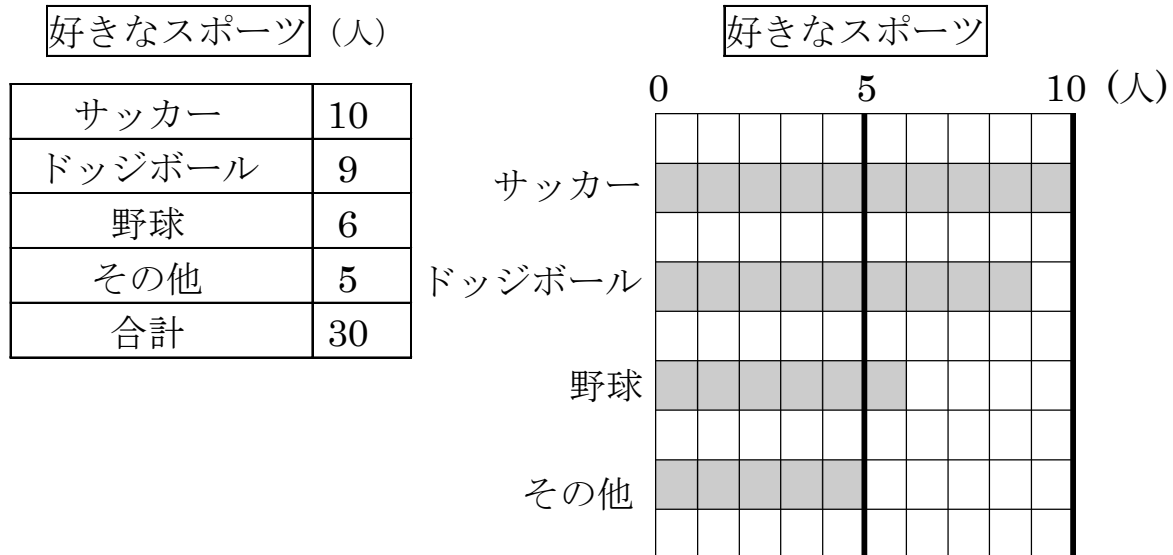 好きなスポーツ (人)
サッカー 10
ドッジボール 9
野球 6
その他 5
合計 30
好きなスポーツ
0 5 10 (人)
サッカー
ドッジボール
野球
その他